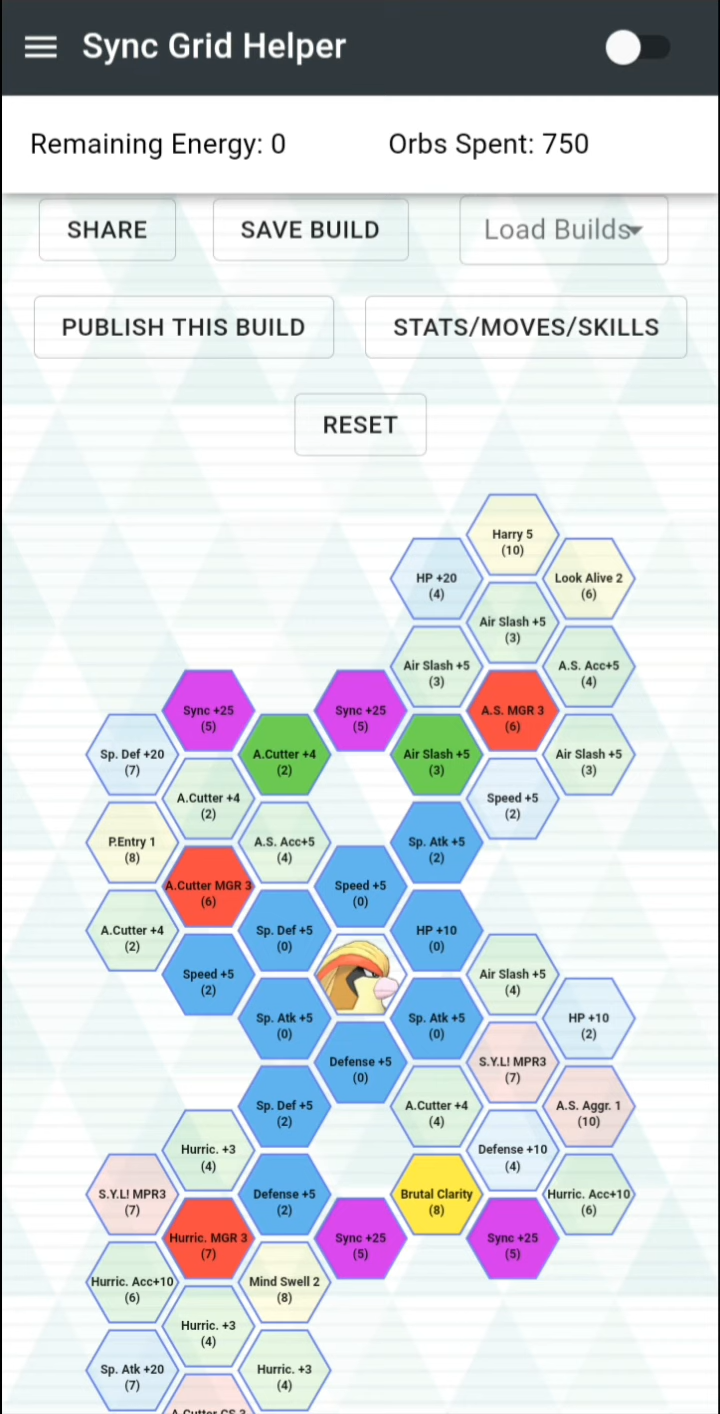 Sync Grid Helper
Remaining Energy: 0 Orbs Spent: 750
SHARE SAVE BUILD Load Builds
PUBLISH THIS BUILD STATS/MOVES/SKILLS
RESET
Harry 5
(10)
HP +20
(4)
Look Alive 2
(6)
Air Slash +5
(3)
Air Slash +5
(3)
A.S. Acc+5
(4)
Sync +25
(5)
Sync +25
(5)
A.S. MGR 3
(6)
Sp. Def +20
(7)
A.Cutter +4
(2)
Air Slash +5
(3)
Air Slash +5
(3)
A.Cutter +4
(2)
Speed +5
(2)
P.Entry 1
(8)
A.S. Acc+5
(4)
Sp. Atk +5
(2)
A.Cutter MGR 3
(6)
Speed +5
(0)
A.Cutter +4
(2)
Sp. Def +5
(0)
HP +10
(0)
Speed +5
(2)
Air Slash +5
(4)
Sp. Atk +5
(0)
Sp. Atk +5
(0)
HP +10
(2)
Defense +5
(0)
S.Y.L! MPR3
(7)
Sp. Def +5
(2)
A.Cutter +4
(4)
A.S. Aggr. 1
(10)
Hurric. +3
(4)
Defense +10
(4)
S.Y.L! MPR3
(7)
Defense +5
(2)
Brutal Clarity
(8)
Hurric. Acc+10
(6)
Hurric. MGR 3
(7)
Sync +25
(5)
Sync +25
(5)
Hurric. Acc+10
(6)
Mind Swell 2
(8)
Hurric. +3
(4)
Sp. Atk +20
(7)
Hurric. +3
(4)